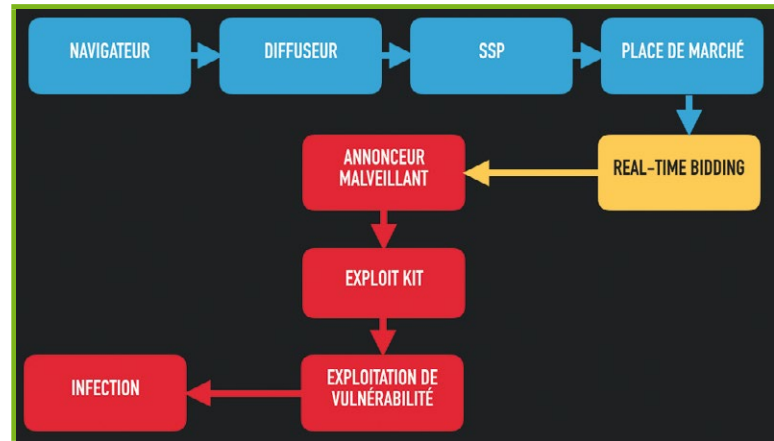 NAVIGATEUR
DIFFUSEUR
SSP
PLACE DE MARCHÉ
REAL-TIME BIDDING
ANNONCEUR
MALVEILLANT
EXPLOIT KIT
EXPLOITATION DE
VULNÉRABILITÉ
INFECTION